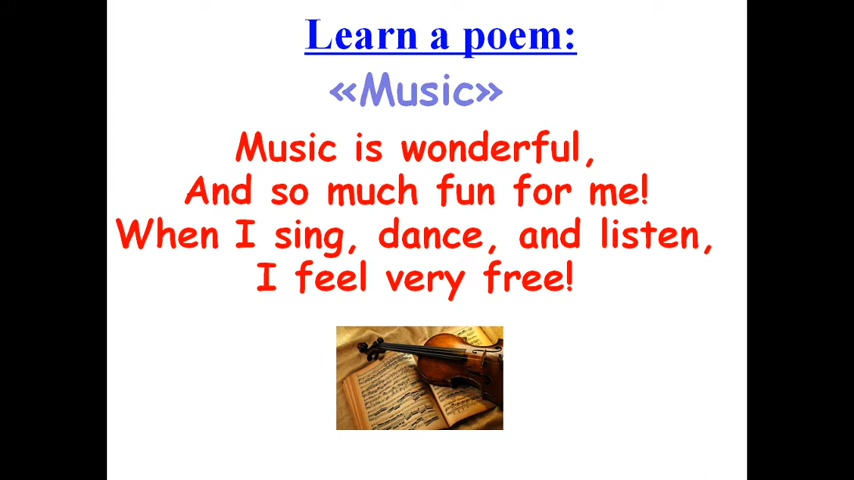 Learn a poem:
«Music»
Music is wonderful,
And so much fun for me!
When I sing, dance, and listen,
I feel very free!